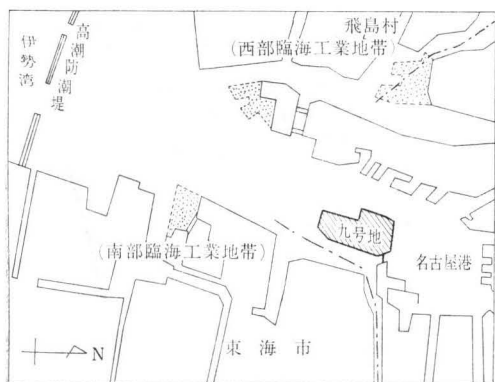 飛島村
(西部臨海工業地帯)
高潮防潮堤
伊勢湾
九号地
名古屋港
(南部臨海工業地帯)
東海市
N